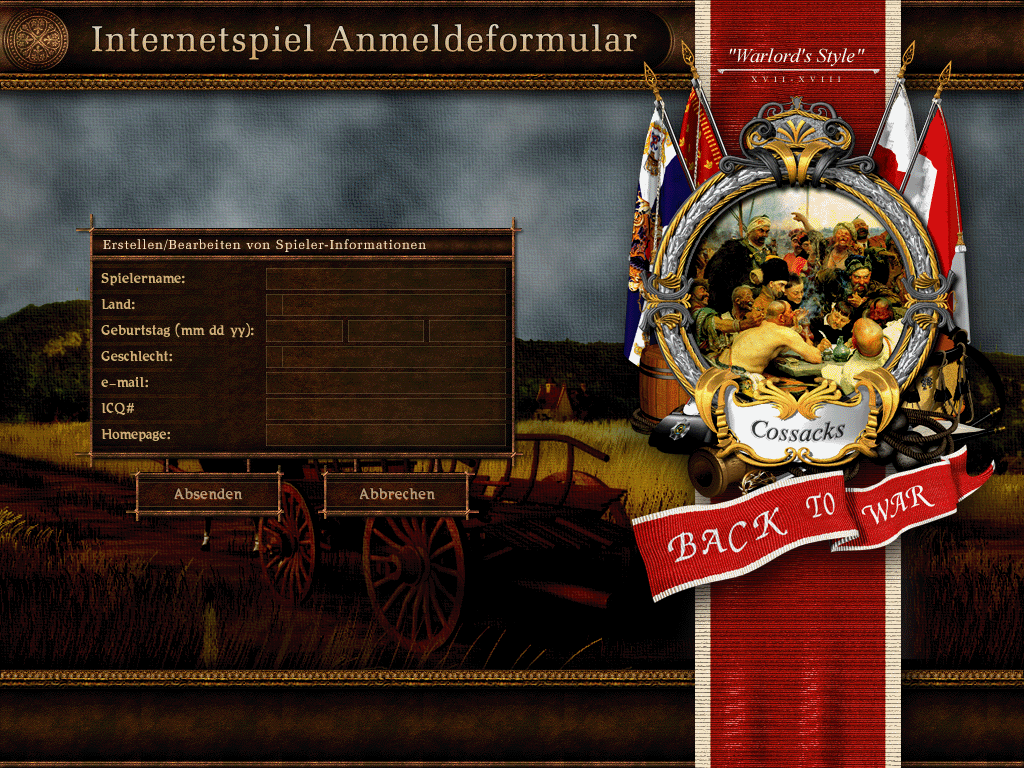 Internetspiel Anmeldeformular
"Warlord's Style"
XVII-XVIII
Erstellen/Bearbeiten von Spieler-Informationen
Spielername:
Land:
Geburtstag (mm dd yy):
Geschlecht:
e-mail:
ICQ#
Homepage:
Absenden
Abbrechen
Cossacks
BACK TO WAR